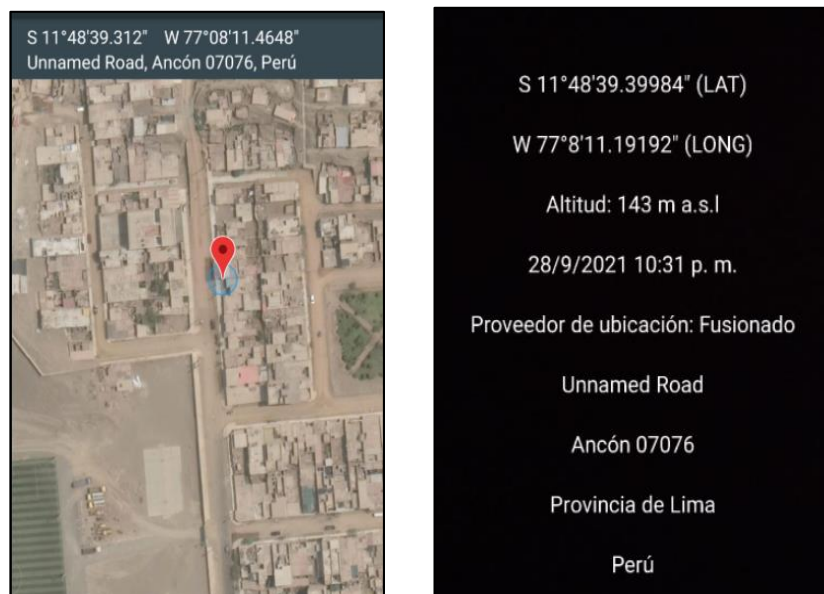 S 11°48'39.312" W 77°08'11.4648"
Unnamed Road, Ancón 07076, Perú
S 11°48'39.39984" (LAT)
W 77°8'11.19192" (LONG)
Altitud: 143 m a.s.l
28/9/2021 10:31 p. m.
Proveedor de ubicación: Fusionado
Unnamed Road
Ancón 07076
Provincia de Lima
Perú